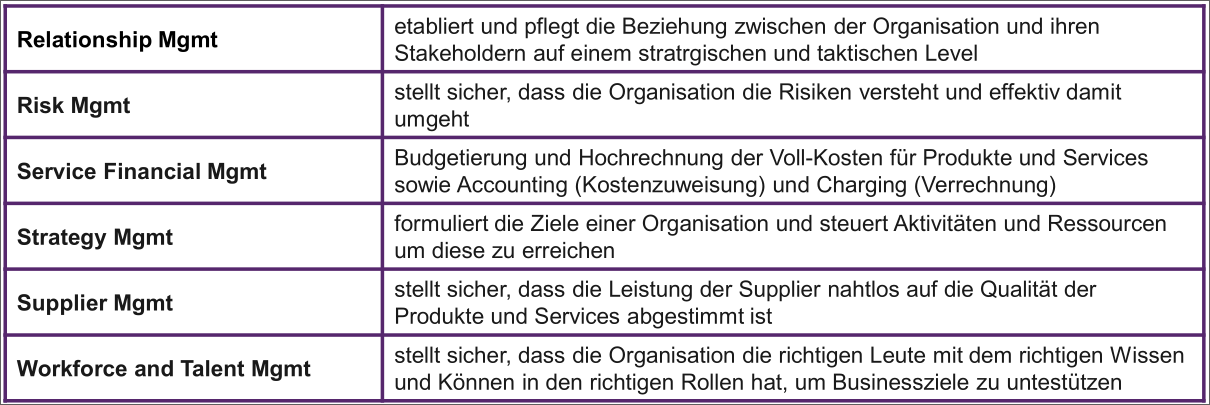 Relationship Mgmt
etabliert und pflegt die Beziehung zwischen der Organisation und ihren
Stakeholdern auf einem stratrgischen und taktischen Level
Risk Mgmt
stellt sicher, dass die Organisation die Risiken versteht und effektiv damit
umgeht
Service Financial Mgmt
Budgetierung und Hochrechnung der Voll-Kosten für Produkte und Services
sowie Accounting (Kostenzuweisung) und Charging (Verrechnung)
Strategy Mgmt
formuliert die Ziele einer Organisation und steuert Aktivitäten und Ressourcen
um diese zu erreichen
Supplier Mgmt
stellt sicher, dass die Leistung der Supplier nahtlos auf die Qualität der
Produkte und Services abgestimmt ist
Workforce and Talent Mgmt
stellt sicher, dass die Organisation die richtigen Leute mit dem richtigen Wissen
und Können in den richtigen Rollen hat, um Businessziele zu untestützen